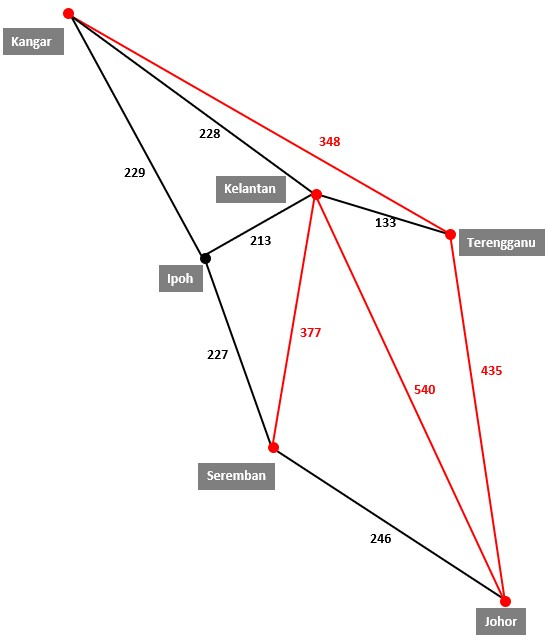 Kangar
228
348
229
Kelantan
133
213
Terengganu
Ipoh
377
227
435
540
Seremban
246
Johor